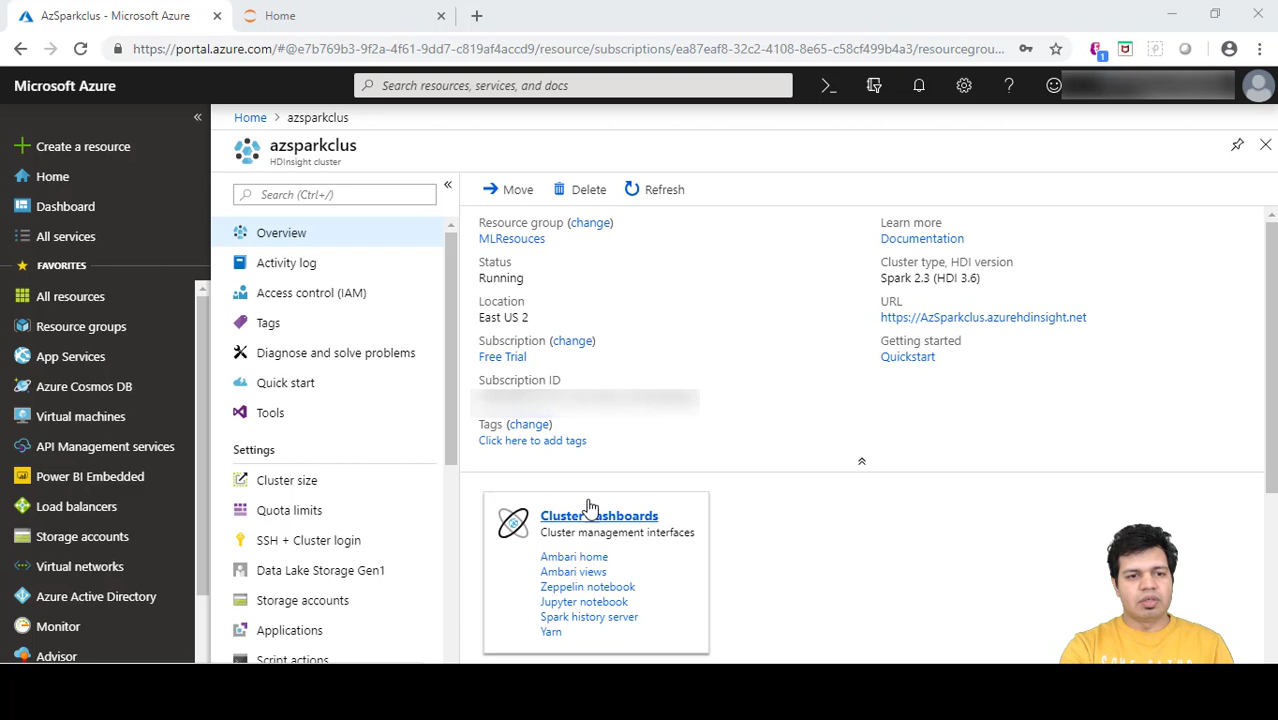 AzSparkclus - Microsoft Azure
Home
https://portal.azure.com/#@e7b769b3-9f2a-4f61-9dd7-c819af4accd9/resource/subscriptions/ea87eaf8-32c2-4108-8e65-c58cf499b4a3/resourcegrou...
1
Microsoft Azure
Search resources, services, and docs
Create a resource
Home
Dashboard
All services
FAVORITES
All resources
Resource groups
App Services
Azure Cosmos DB
Virtual machines
API Management services
Power BI Embedded
Load balancers
Storage accounts
Virtual networks
Azure Active Directory
Monitor
Advisor
Home > azsparkclus
azsparkclus
HDInsight cluster
Search (Ctrl+/)
Overview
Activity log
Access control (IAM)
Tags
Diagnose and solve problems
Quick start
Tools
Settings
Cluster size
Quota limits
SSH + Cluster login
Data Lake Storage Gen1
Storage accounts
Applications
Script actions
Move Delete Refresh
Resource group (change)
MLResouces
Status
Running
Location
East US 2
Subscription (change)
Free Trial
Subscription ID
Tags (change)
Click here to add tags
Learn more
Documentation
Cluster type, HDI version
Spark 2.3 (HDI 3.6)
URL
https://AzSparkclus.azurehdinsight.net
Getting started
Quickstart
Cluster dashboards
Cluster management interfaces
Ambari home
Ambari views
Zeppelin notebook
Jupyter notebook
Spark history server
Yarn